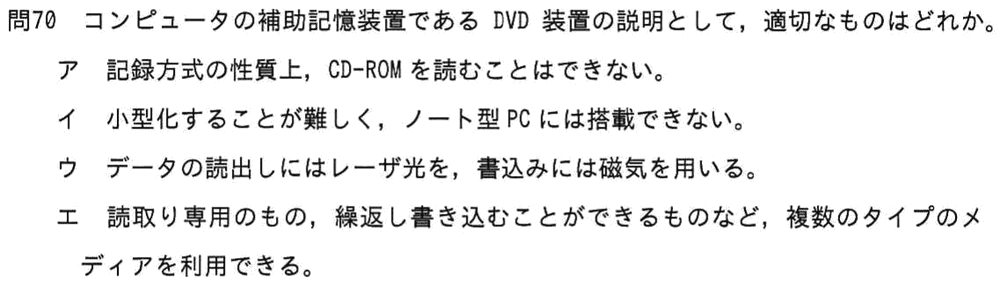 問70　コンピュータの補助記憶装置である DVD 装置の説明として，適切なものはどれか。
ア　記録方式の性質上，CD-ROM を読むことはできない。
イ　小型化することが難しく，ノート型 PC には搭載できない。
ウ　データの読出しにはレーザ光を，書込みには磁気を用いる。
エ　読取り専用のもの，繰返し書き込むことができるものなど，複数のタイプのメ
ディアを利用できる。